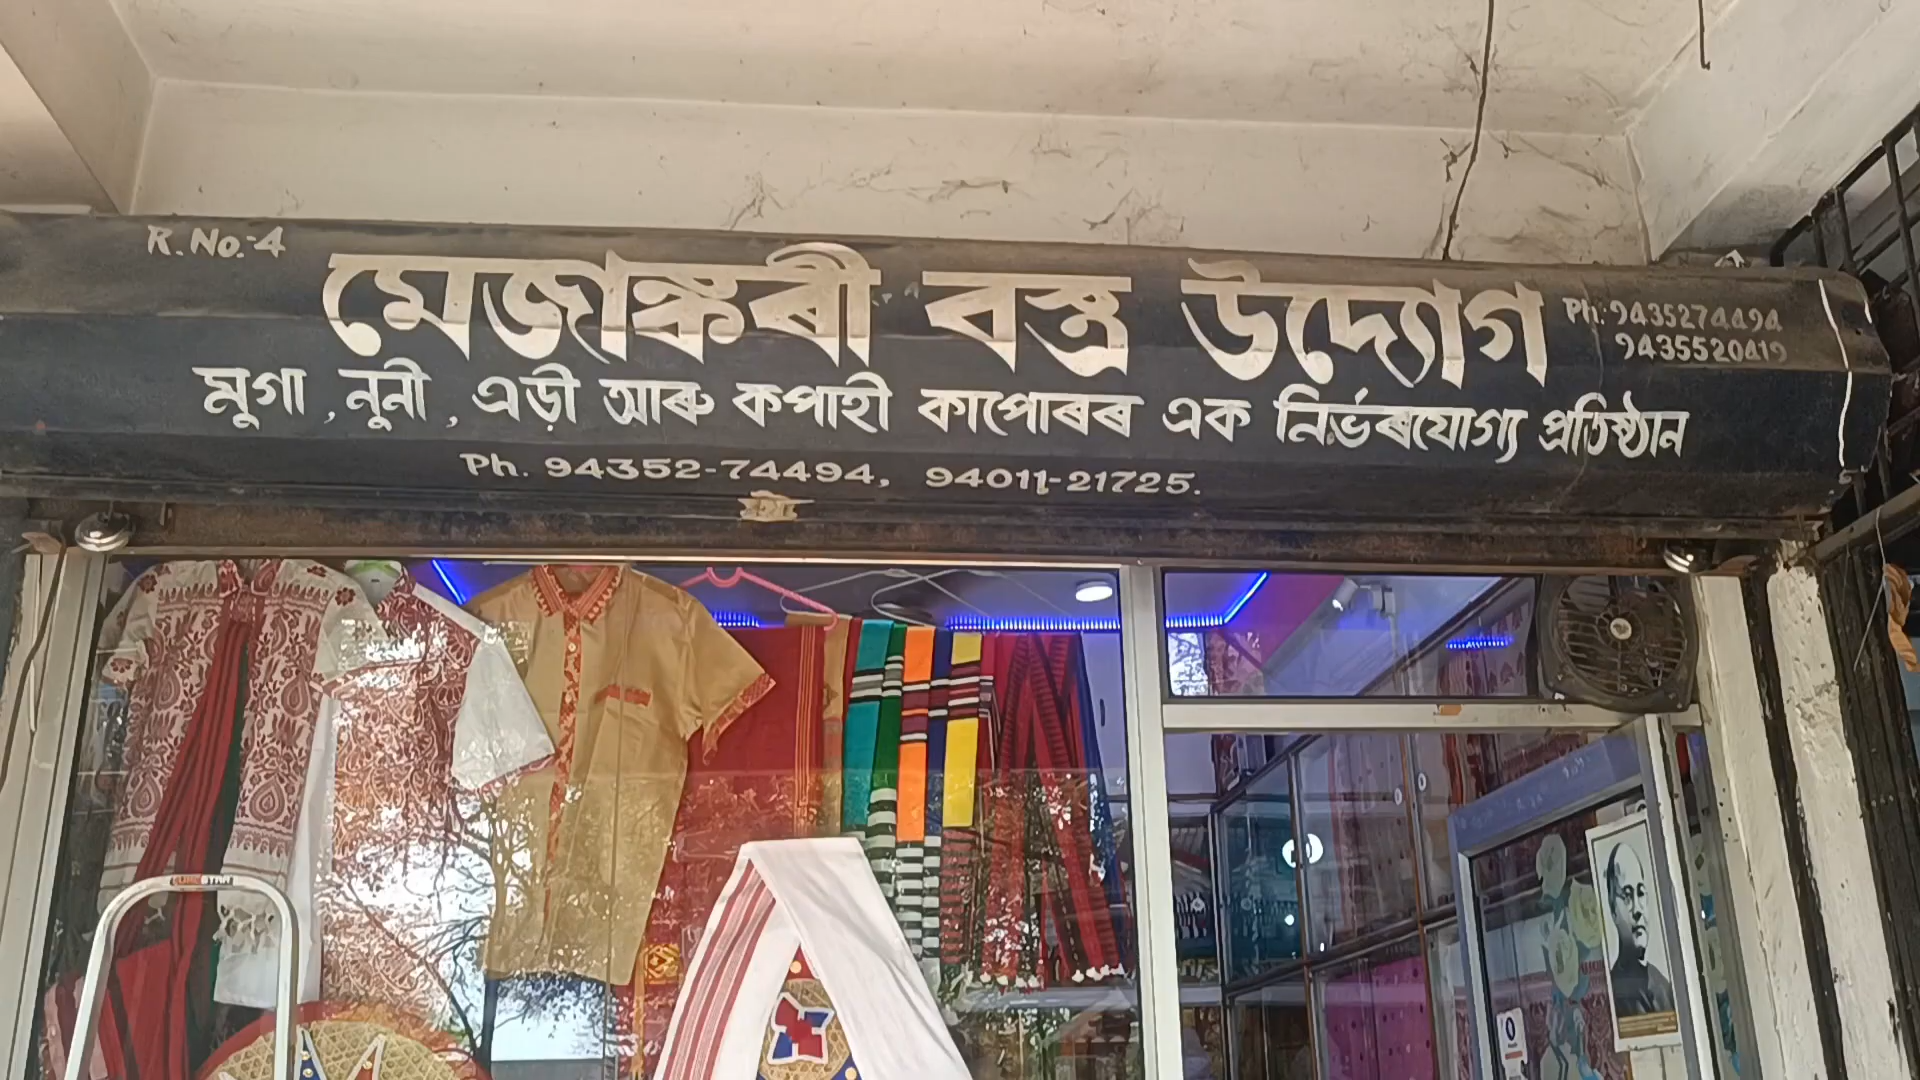 R. No:-4
মেজাঙ্কৰী বস্ত্ৰ উদ্যোগ
Ph: 9435274494
9435520419
মুগা , নুনী , এড়ী আৰু কপাহী কাপোৰৰ এক নিৰ্ভৰযোগ্য প্ৰতিষ্ঠান
Ph. 94352-74494, 94011-21725.